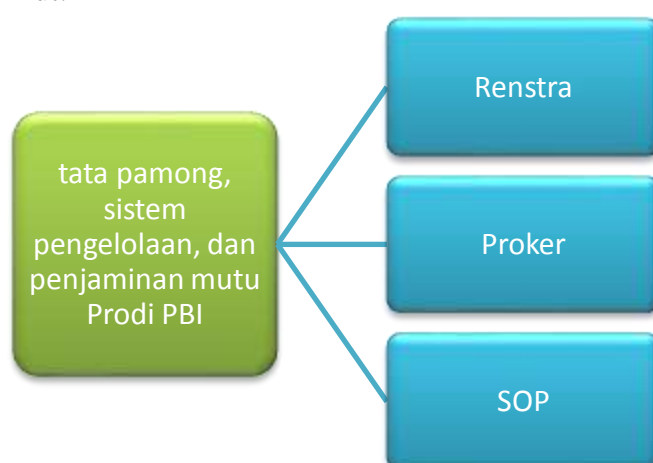 tata pamong,
sistem
pengelolaan, dan
penjaminan mutu
Prodi PBI
Renstra
Proker
SOP